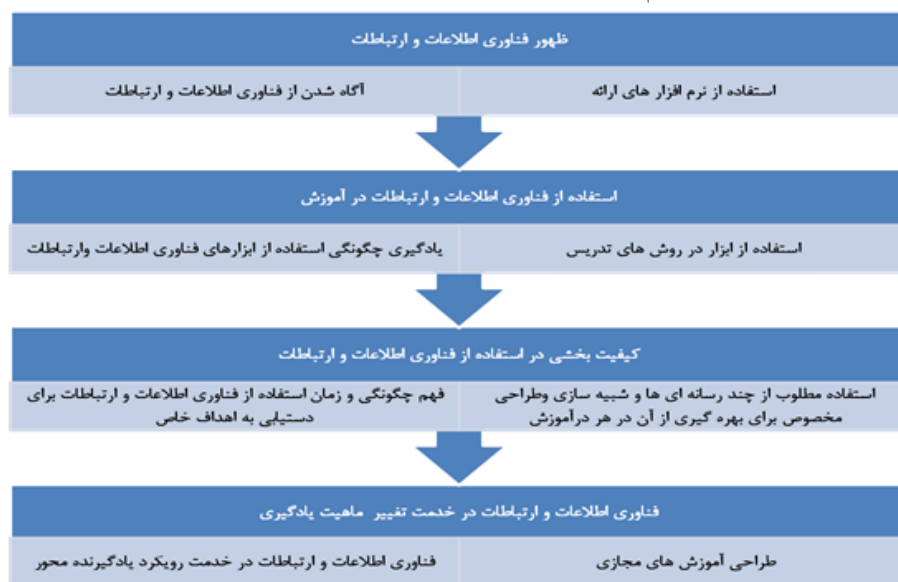 ظهور فناوری اطلاعات و ارتباطات
استفاده از نرم افزار های ارائه
آگاه شدن از فناوری اطلاعات و ارتباطات
استفاده از فناوری اطلاعات و ارتباطات در آموزش
استفاده از ابزار در روش های تدریس
یادگیری چگونگی استفاده از ابزارهای فناوری اطلاعات وارتباطات
کیفیت بخشی در استفاده از فناوری اطلاعات و ارتباطات
استفاده مطلوب از چند رسانه ای ها و شبیه سازی وطراحی
مخصوص برای بهره گیری از آن در هر درآموزش
فهم چگونگی و زمان استفاده از فناوری اطلاعات و ارتباطات برای
دستیابی به اهداف خاص
فناوری اطلاعات و ارتباطات در خدمت تغییر ماهیت یادگیری
طراحی آموزش های مجازی
فناوری اطلاعات و ارتباطات در خدمت رویکرد یادگیرنده محور